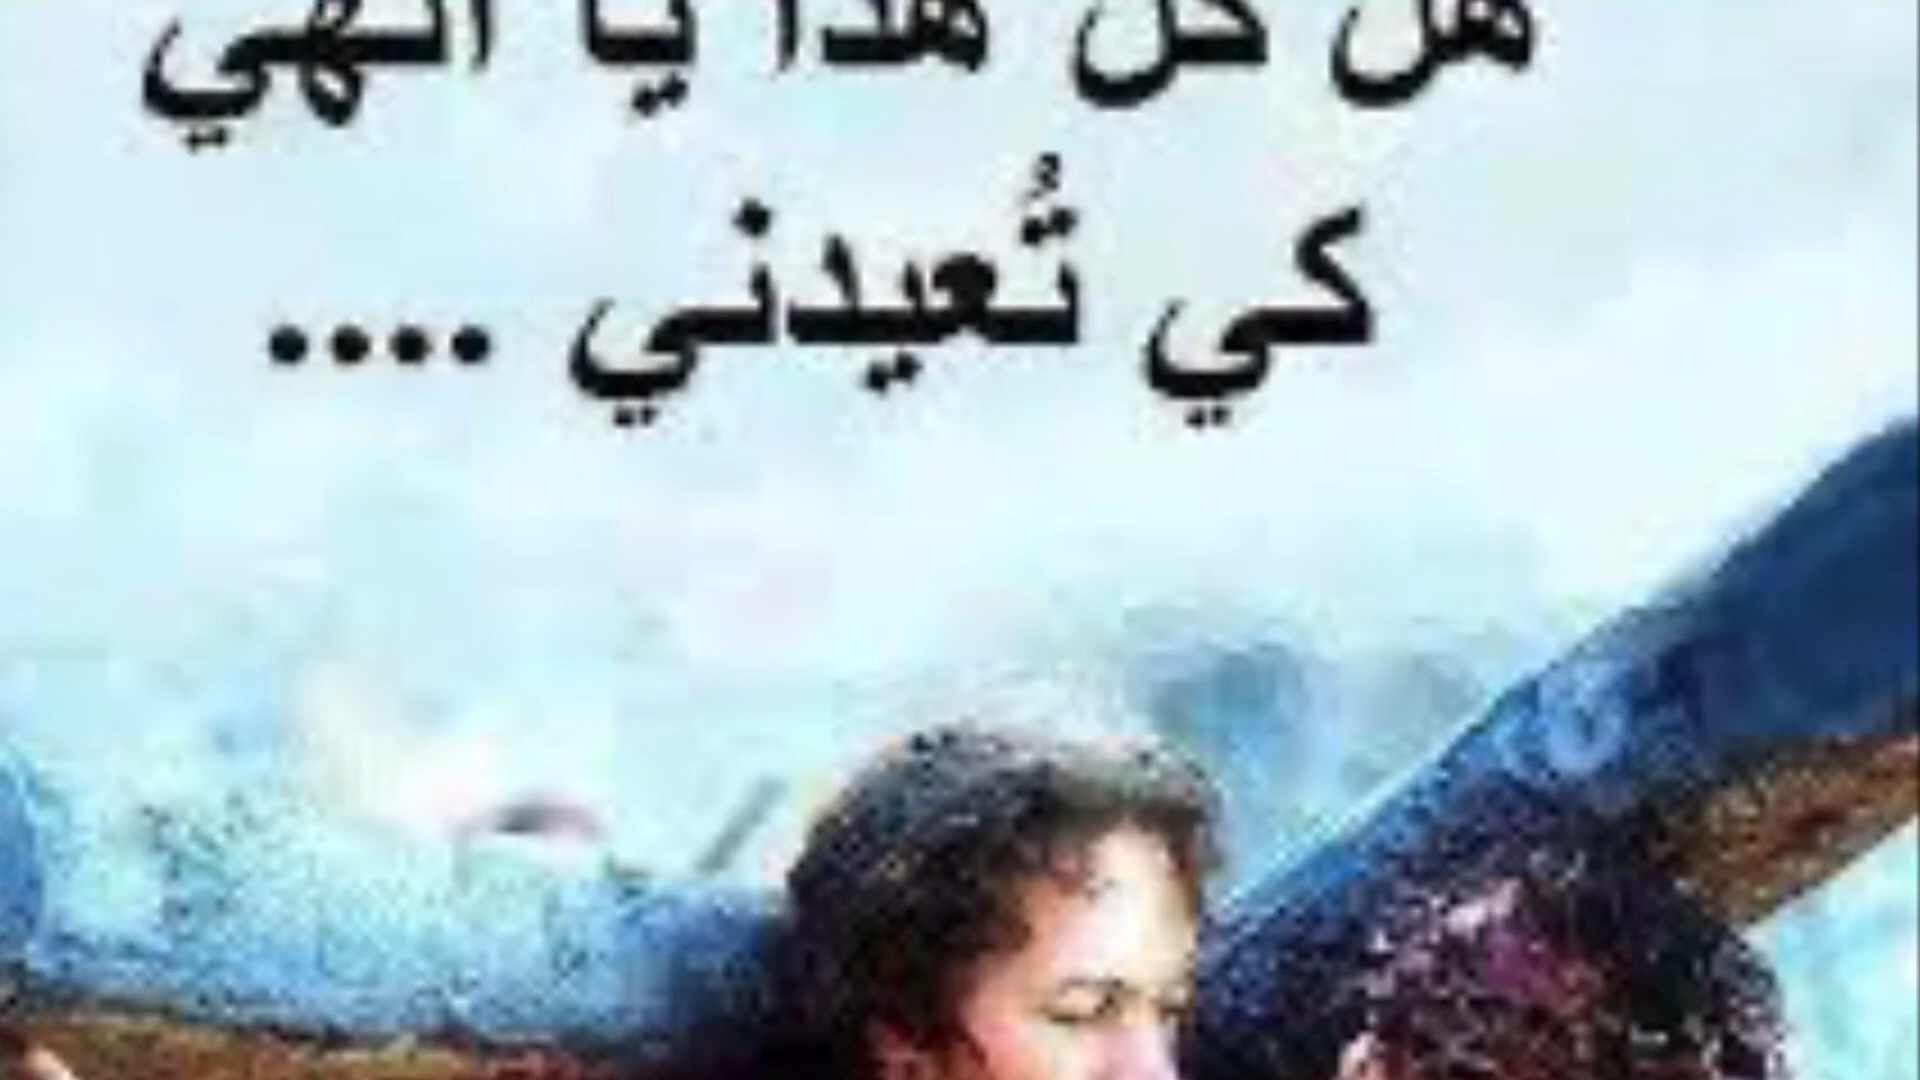 هل كل هذا يا الهي
كي تُعيدني ....